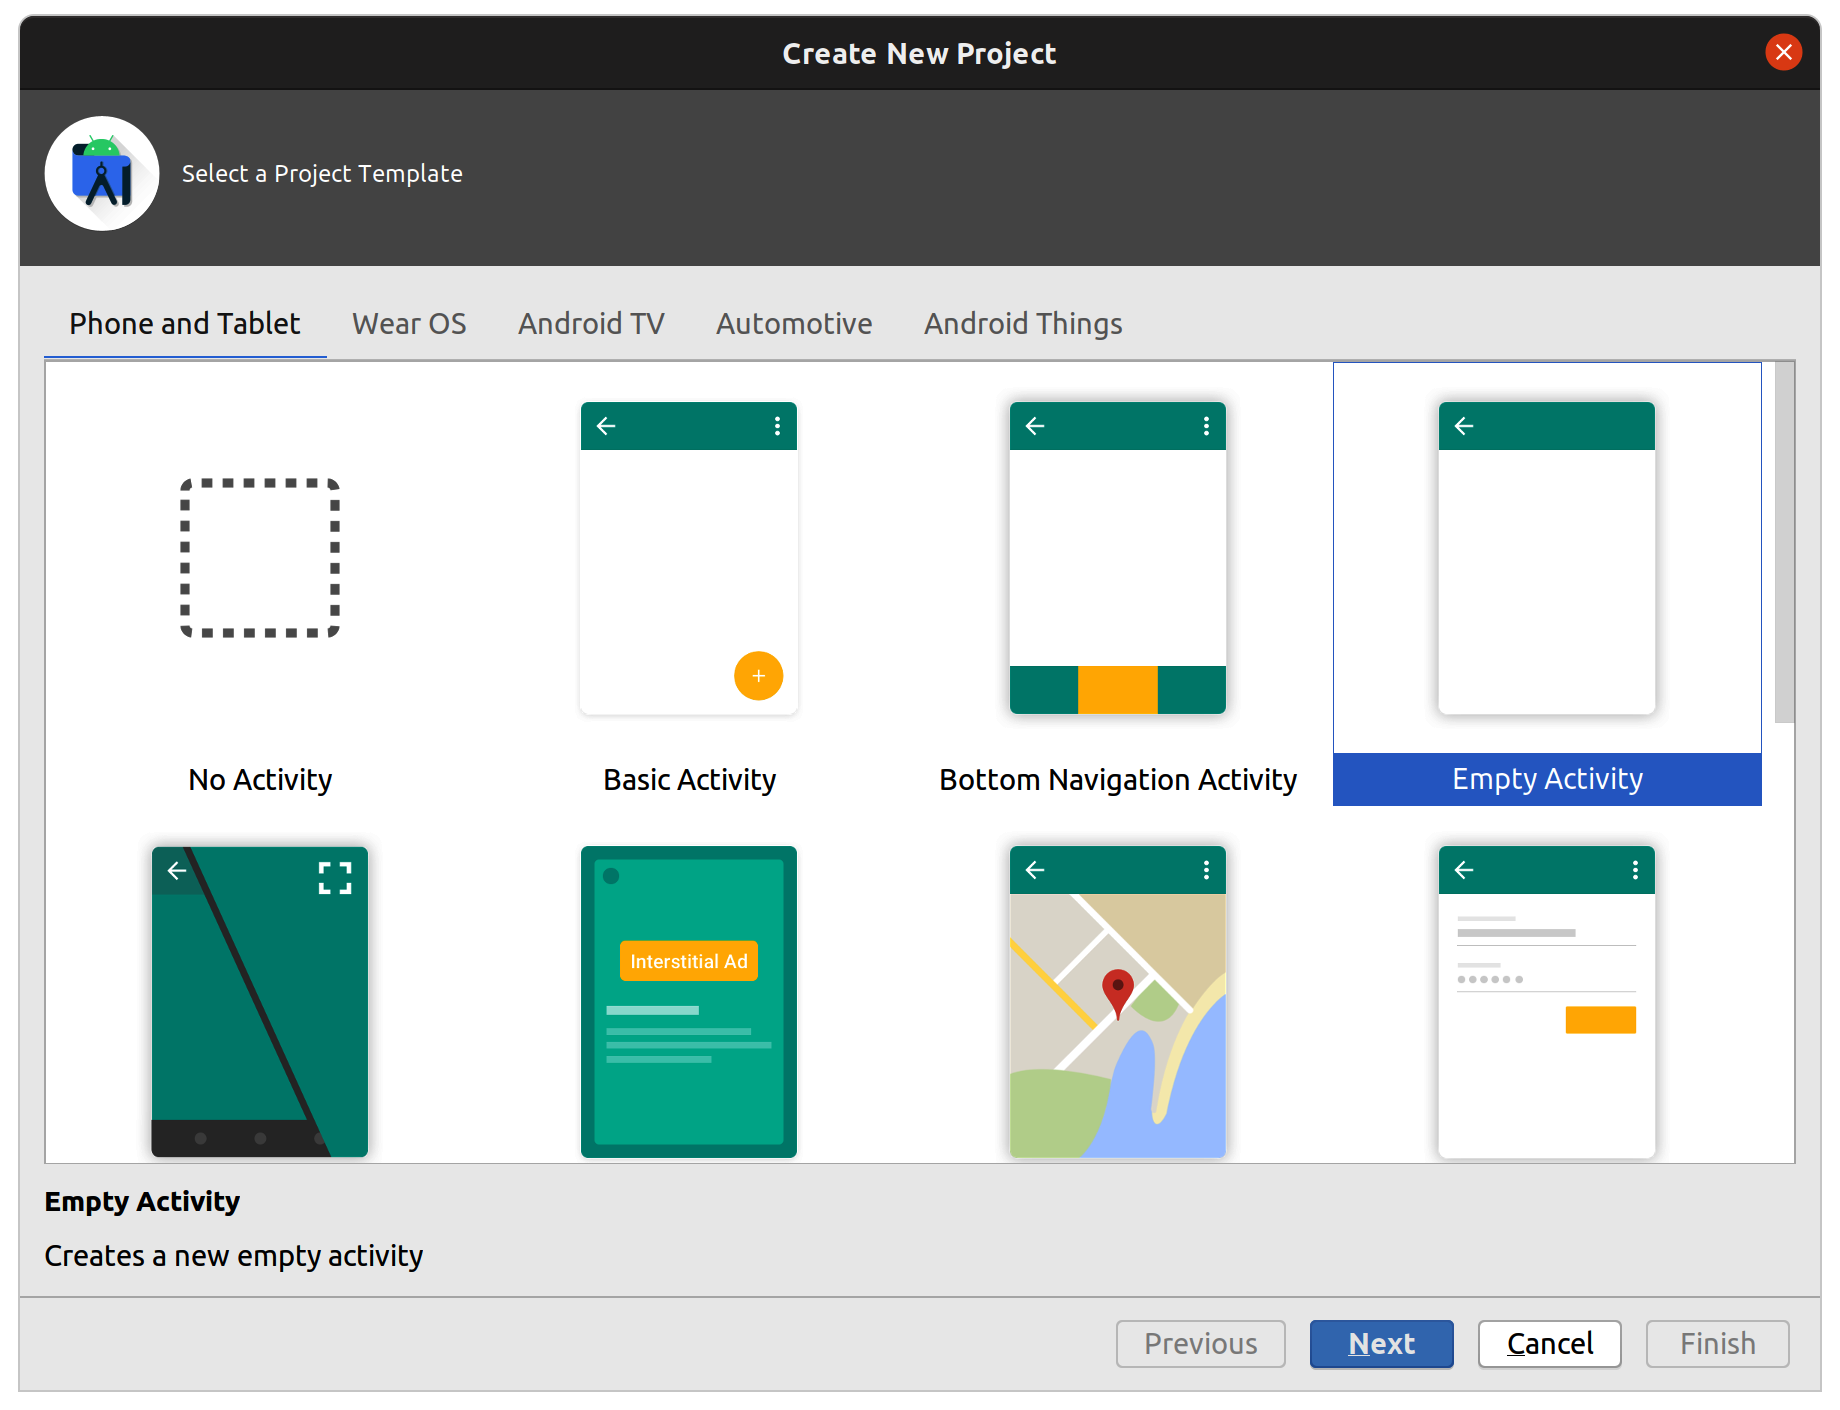 Create New Project
Select a Project Template
Phone and Tablet
Wear OS
Android TV
Automotive
Android Things
No Activity
Basic Activity
Bottom Navigation Activity
Empty Activity
Interstitial Ad
Empty Activity
Creates a new empty activity
Previous
Next
Cancel
Finish